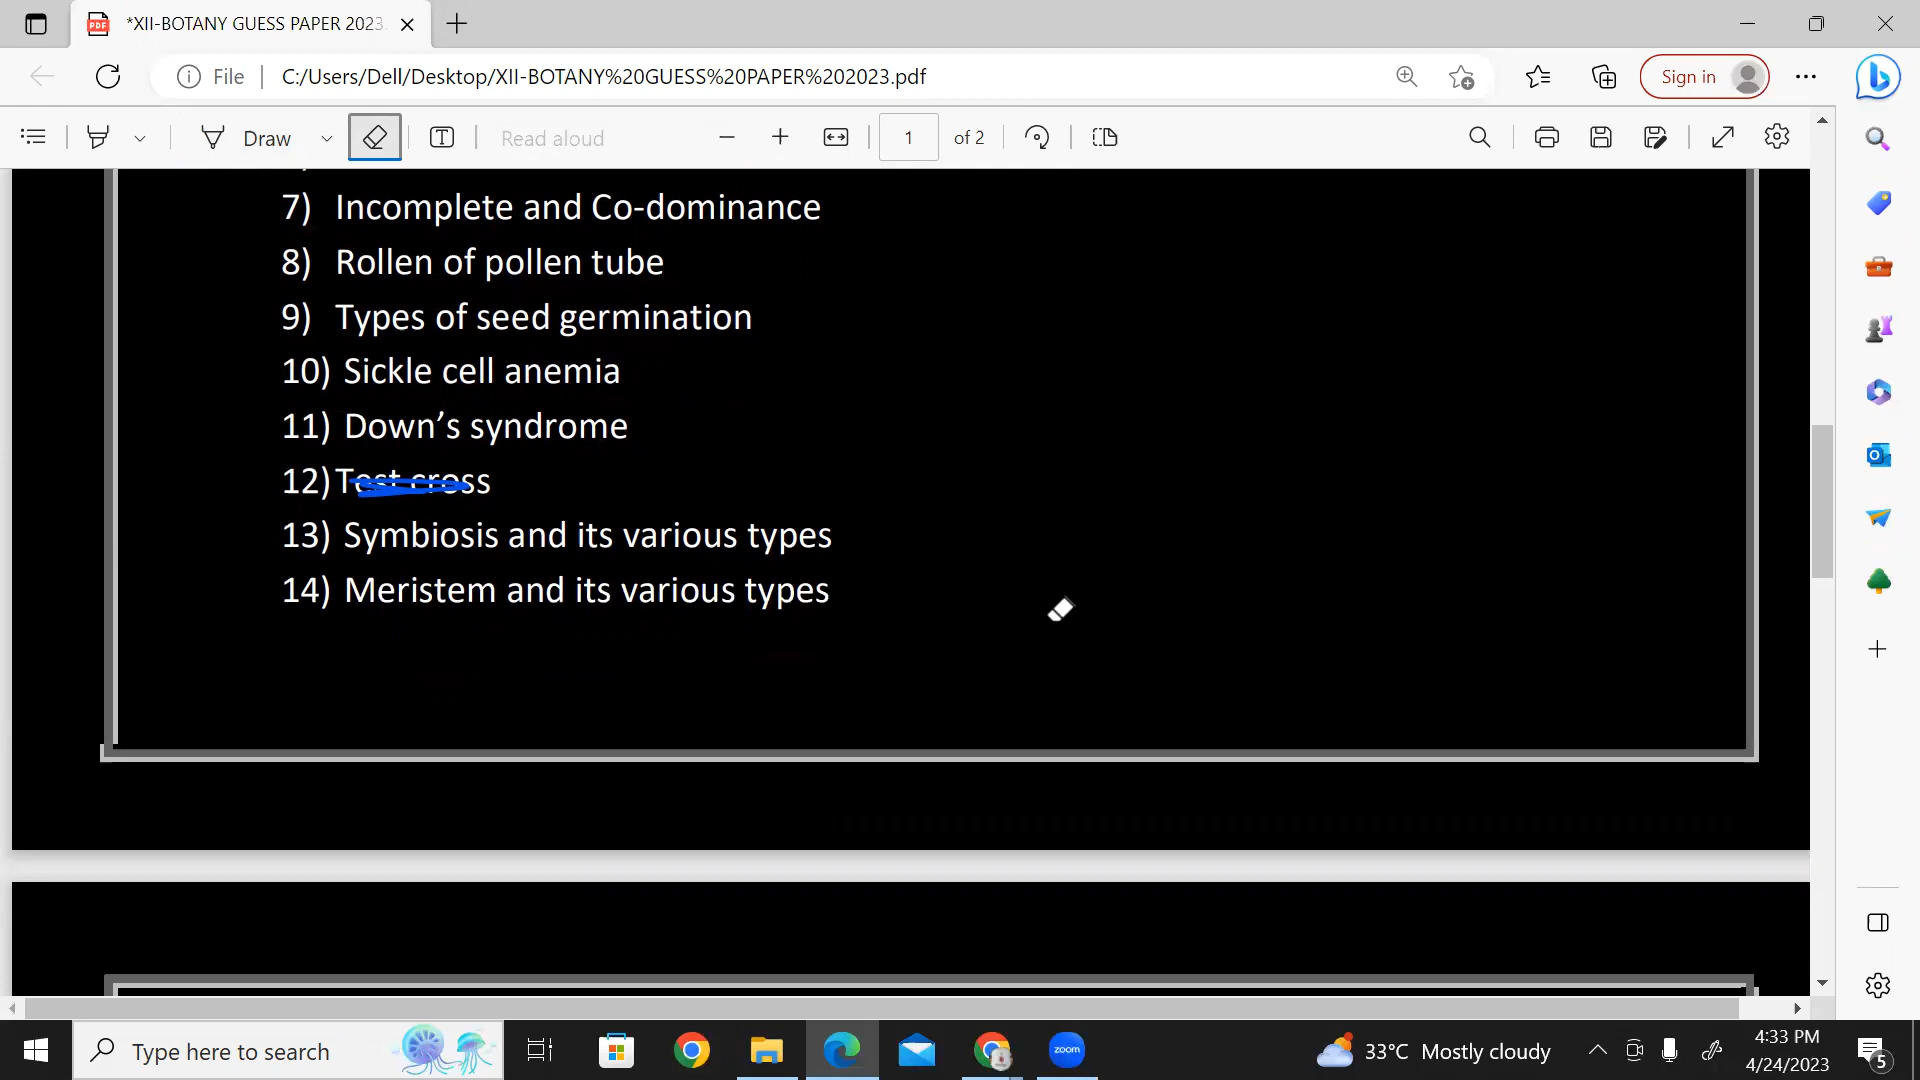 *XII-BOTANY GUESS PAPER 2023
File
C:/Users/Dell/Desktop/XII-BOTANY%20GUESS%20PAPER%202023.pdf
Sign in
Draw
Read aloud
1 of 2
7) Incomplete and Co-dominance
8) Rollen of pollen tube
9) Types of seed germination
10) Sickle cell anemia
11) Down's syndrome
12) Test cross
13) Symbiosis and its various types
14) Meristem and its various types
Type here to search
zoom
33°C Mostly cloudy
4:33 PM
4/24/2023
5